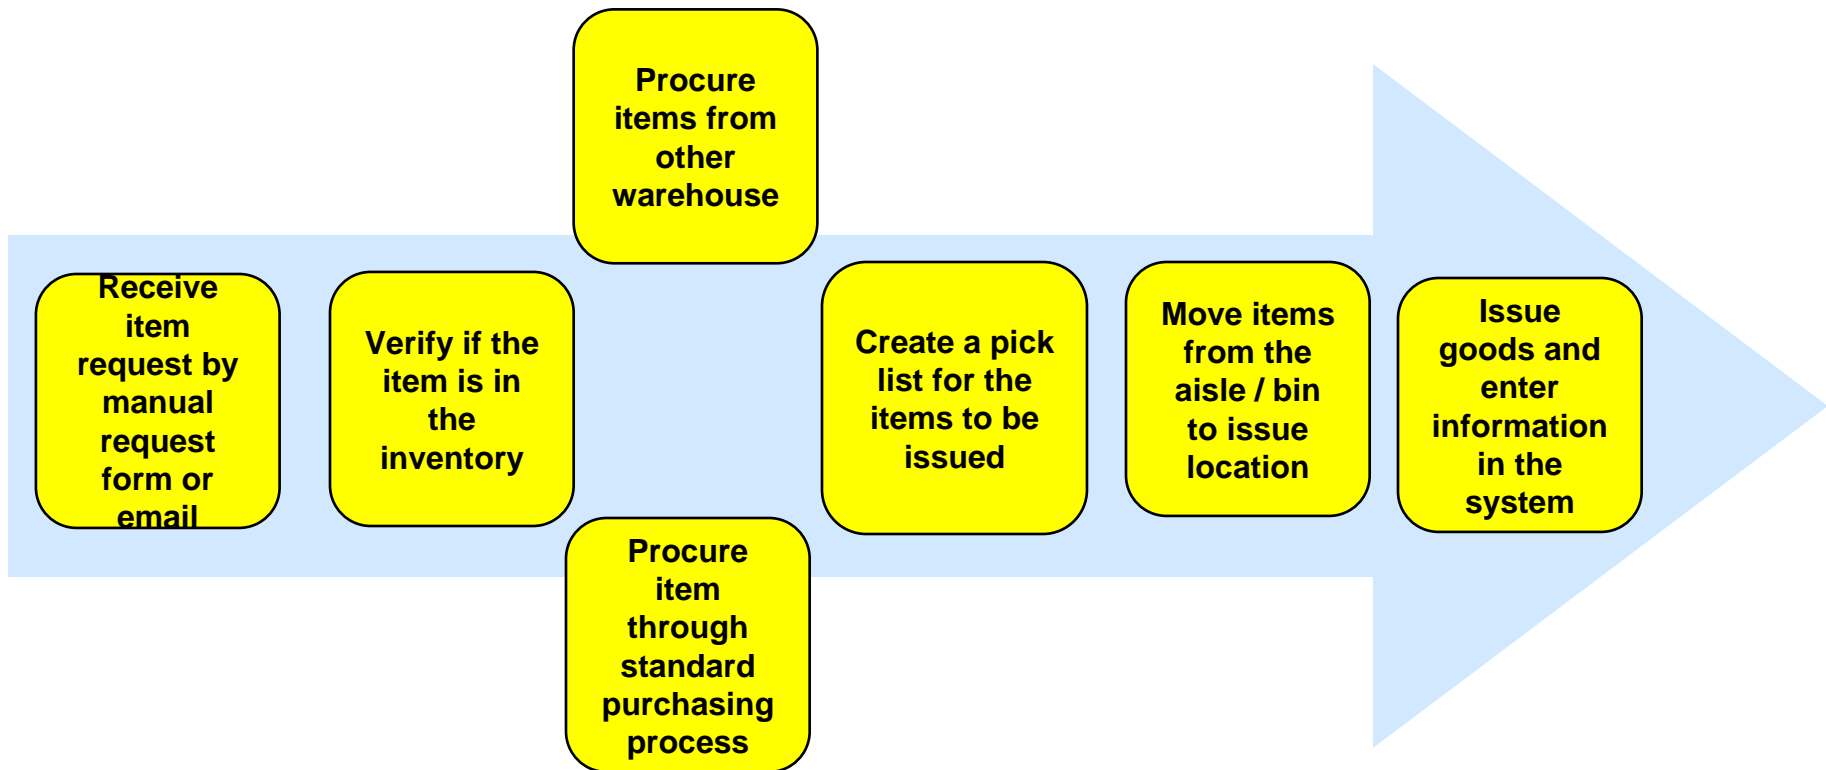 Receive
item
request by
manual
request
form or
email
Verify if the
item is in
the
inventory
Procure
items from
other
warehouse
Procure
item
through
standard
purchasing
process
Create a pick
list for the
items to be
issued
Move items
from the
aisle / bin
to issue
location
Issue
goods and
enter
information
in the
system